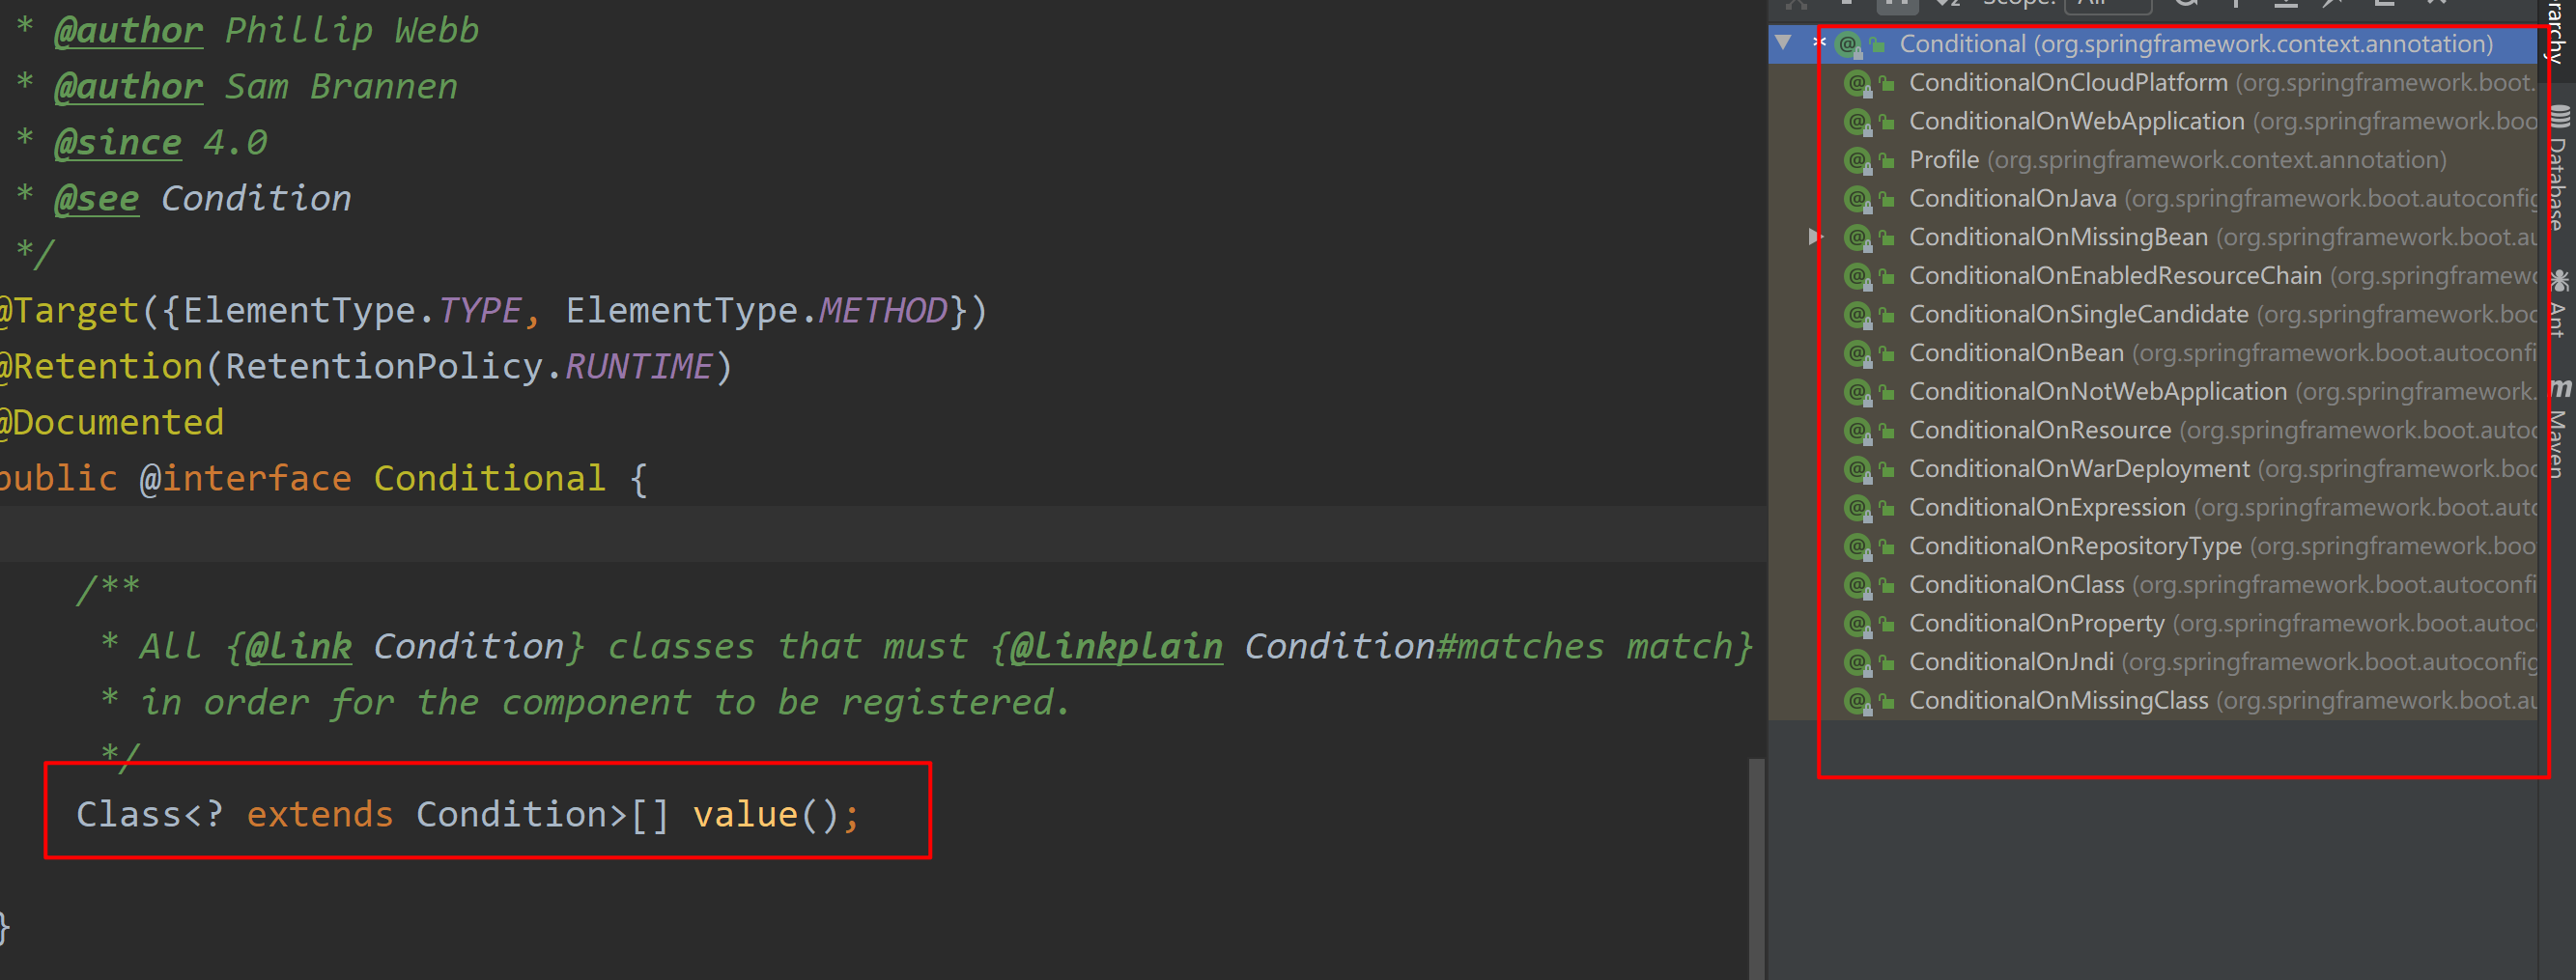 * @author Phillip Webb
* @author Sam Brannen
* @since 4.0
* @see Condition
*/
@Target({ElementType.TYPE, ElementType.METHOD})
@Retention(RetentionPolicy.RUNTIME)
@Documented
public @interface Conditional {
/**
* All {@link Condition} classes that must {@linkplain Condition#matches match}
* in order for the component to be registered.
*/
Class<? extends Condition>[] value();
}
Scope: All
Conditional (org.springframework.context.annotation)
ConditionalOnCloudPlatform (org.springframework.boot.
ConditionalOnWebApplication (org.springframework.boo
Profile (org.springframework.context.annotation)
ConditionalOnJava (org.springframework.boot.autoconfig
ConditionalOnMissingBean (org.springframework.boot.au
ConditionalOnEnabledResourceChain (org.springframewo
ConditionalOnSingleCandidate (org.springframework.boo
ConditionalOnBean (org.springframework.boot.autoconfi
ConditionalOnNotWebApplication (org.springframework.
ConditionalOnResource (org.springframework.boot.autoc
ConditionalOnWarDeployment (org.springframework.boo
ConditionalOnExpression (org.springframework.boot.auto
ConditionalOnRepositoryType (org.springframework.boo
ConditionalOnClass (org.springframework.boot.autoconfi
ConditionalOnProperty (org.springframework.boot.autoc
ConditionalOnJndi (org.springframework.boot.autoconfig
ConditionalOnMissingClass (org.springframework.boot.au
rarchy
Database
Ant
m Maven